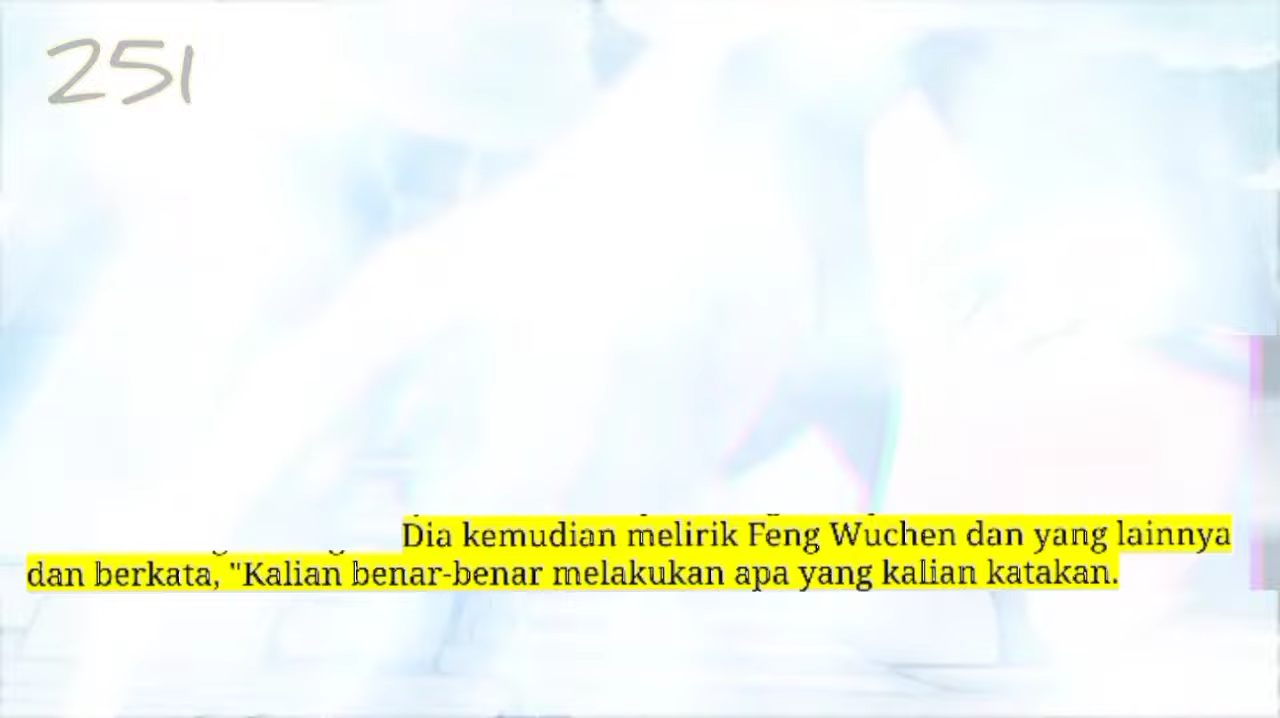 251
Dia kemudian melirik Feng Wuchen dan yang lainnya
dan berkata, "Kalian benar-benar melakukan apa yang kalian katakan.